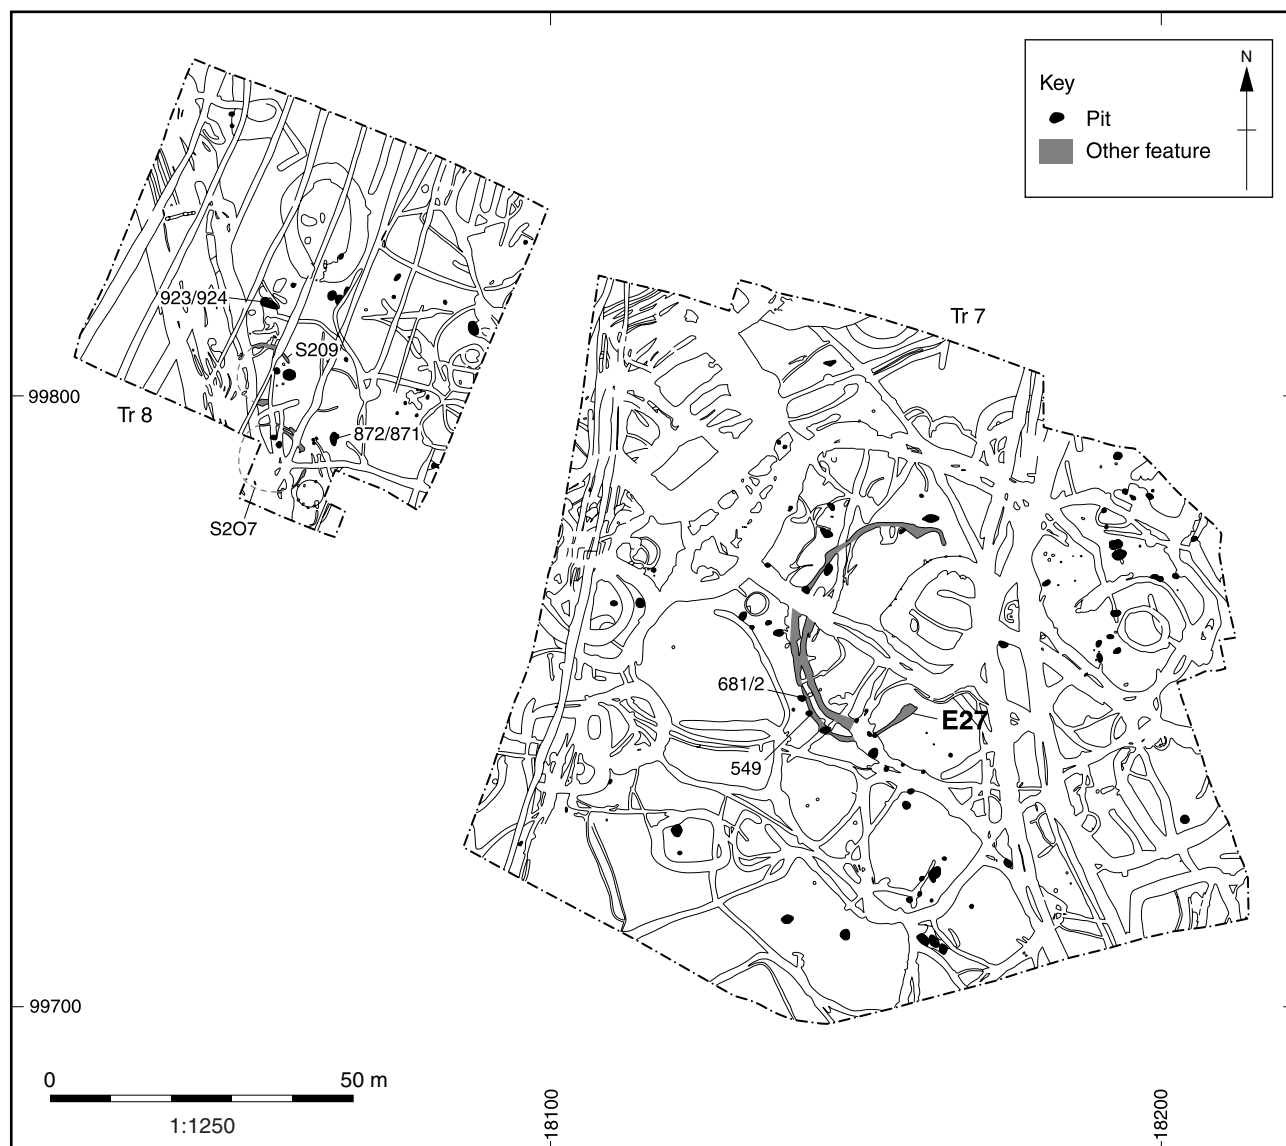 Key
N
Pit
Other feature
Tr 7
923/924
S209
99800
Tr 8
872/871
S2O7
681/2
E27
549
99700
0 50 m
1:1250
18100
18200